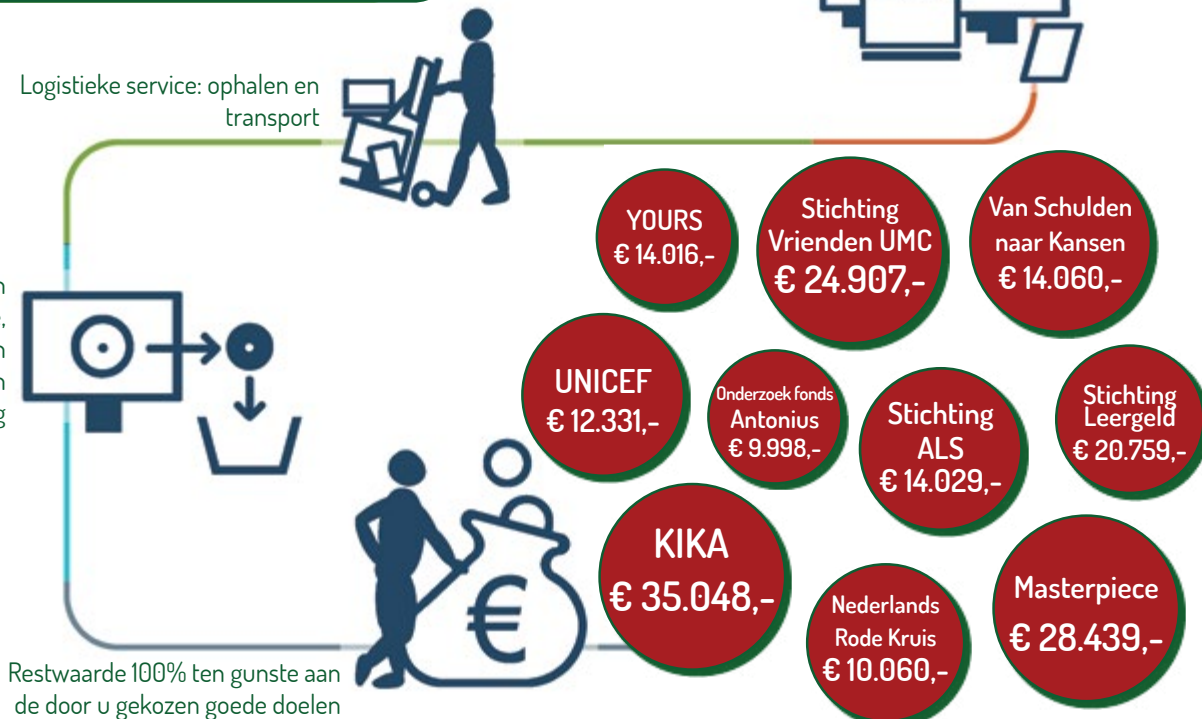 Logistieke service: ophalen en
transport
YOURS
€ 14.016,-
Stichting
Vrienden UMC
€ 24.907,-
Van Schulden
naar Kansen
€ 14.060,-
UNICEF
€ 12.331,-
Onderzoek fonds
Antonius
€ 9.998,-
Stichting
ALS
€ 14.029,-
Stichting
Leergeld
€ 20.759,-
KIKA
€ 35.048,-
Nederlands
Rode Kruis
€ 10.060,-
Masterpiece
€ 28.439,-
€
Restwaarde 100% ten gunste aan
de door u gekozen goede doelen